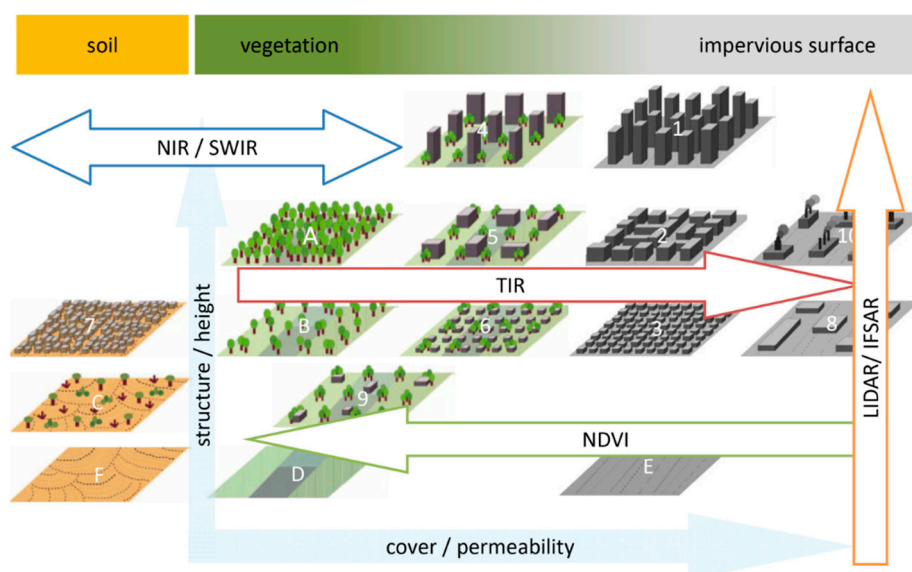 soil
vegetation
impervious surface
NIR / SWIR
4
1
A
5
2
10
TIR
7
B
6
3
8
structure / height
LIDAR/ IFSAR
C
9
NDVI
F
D
E
cover / permeability